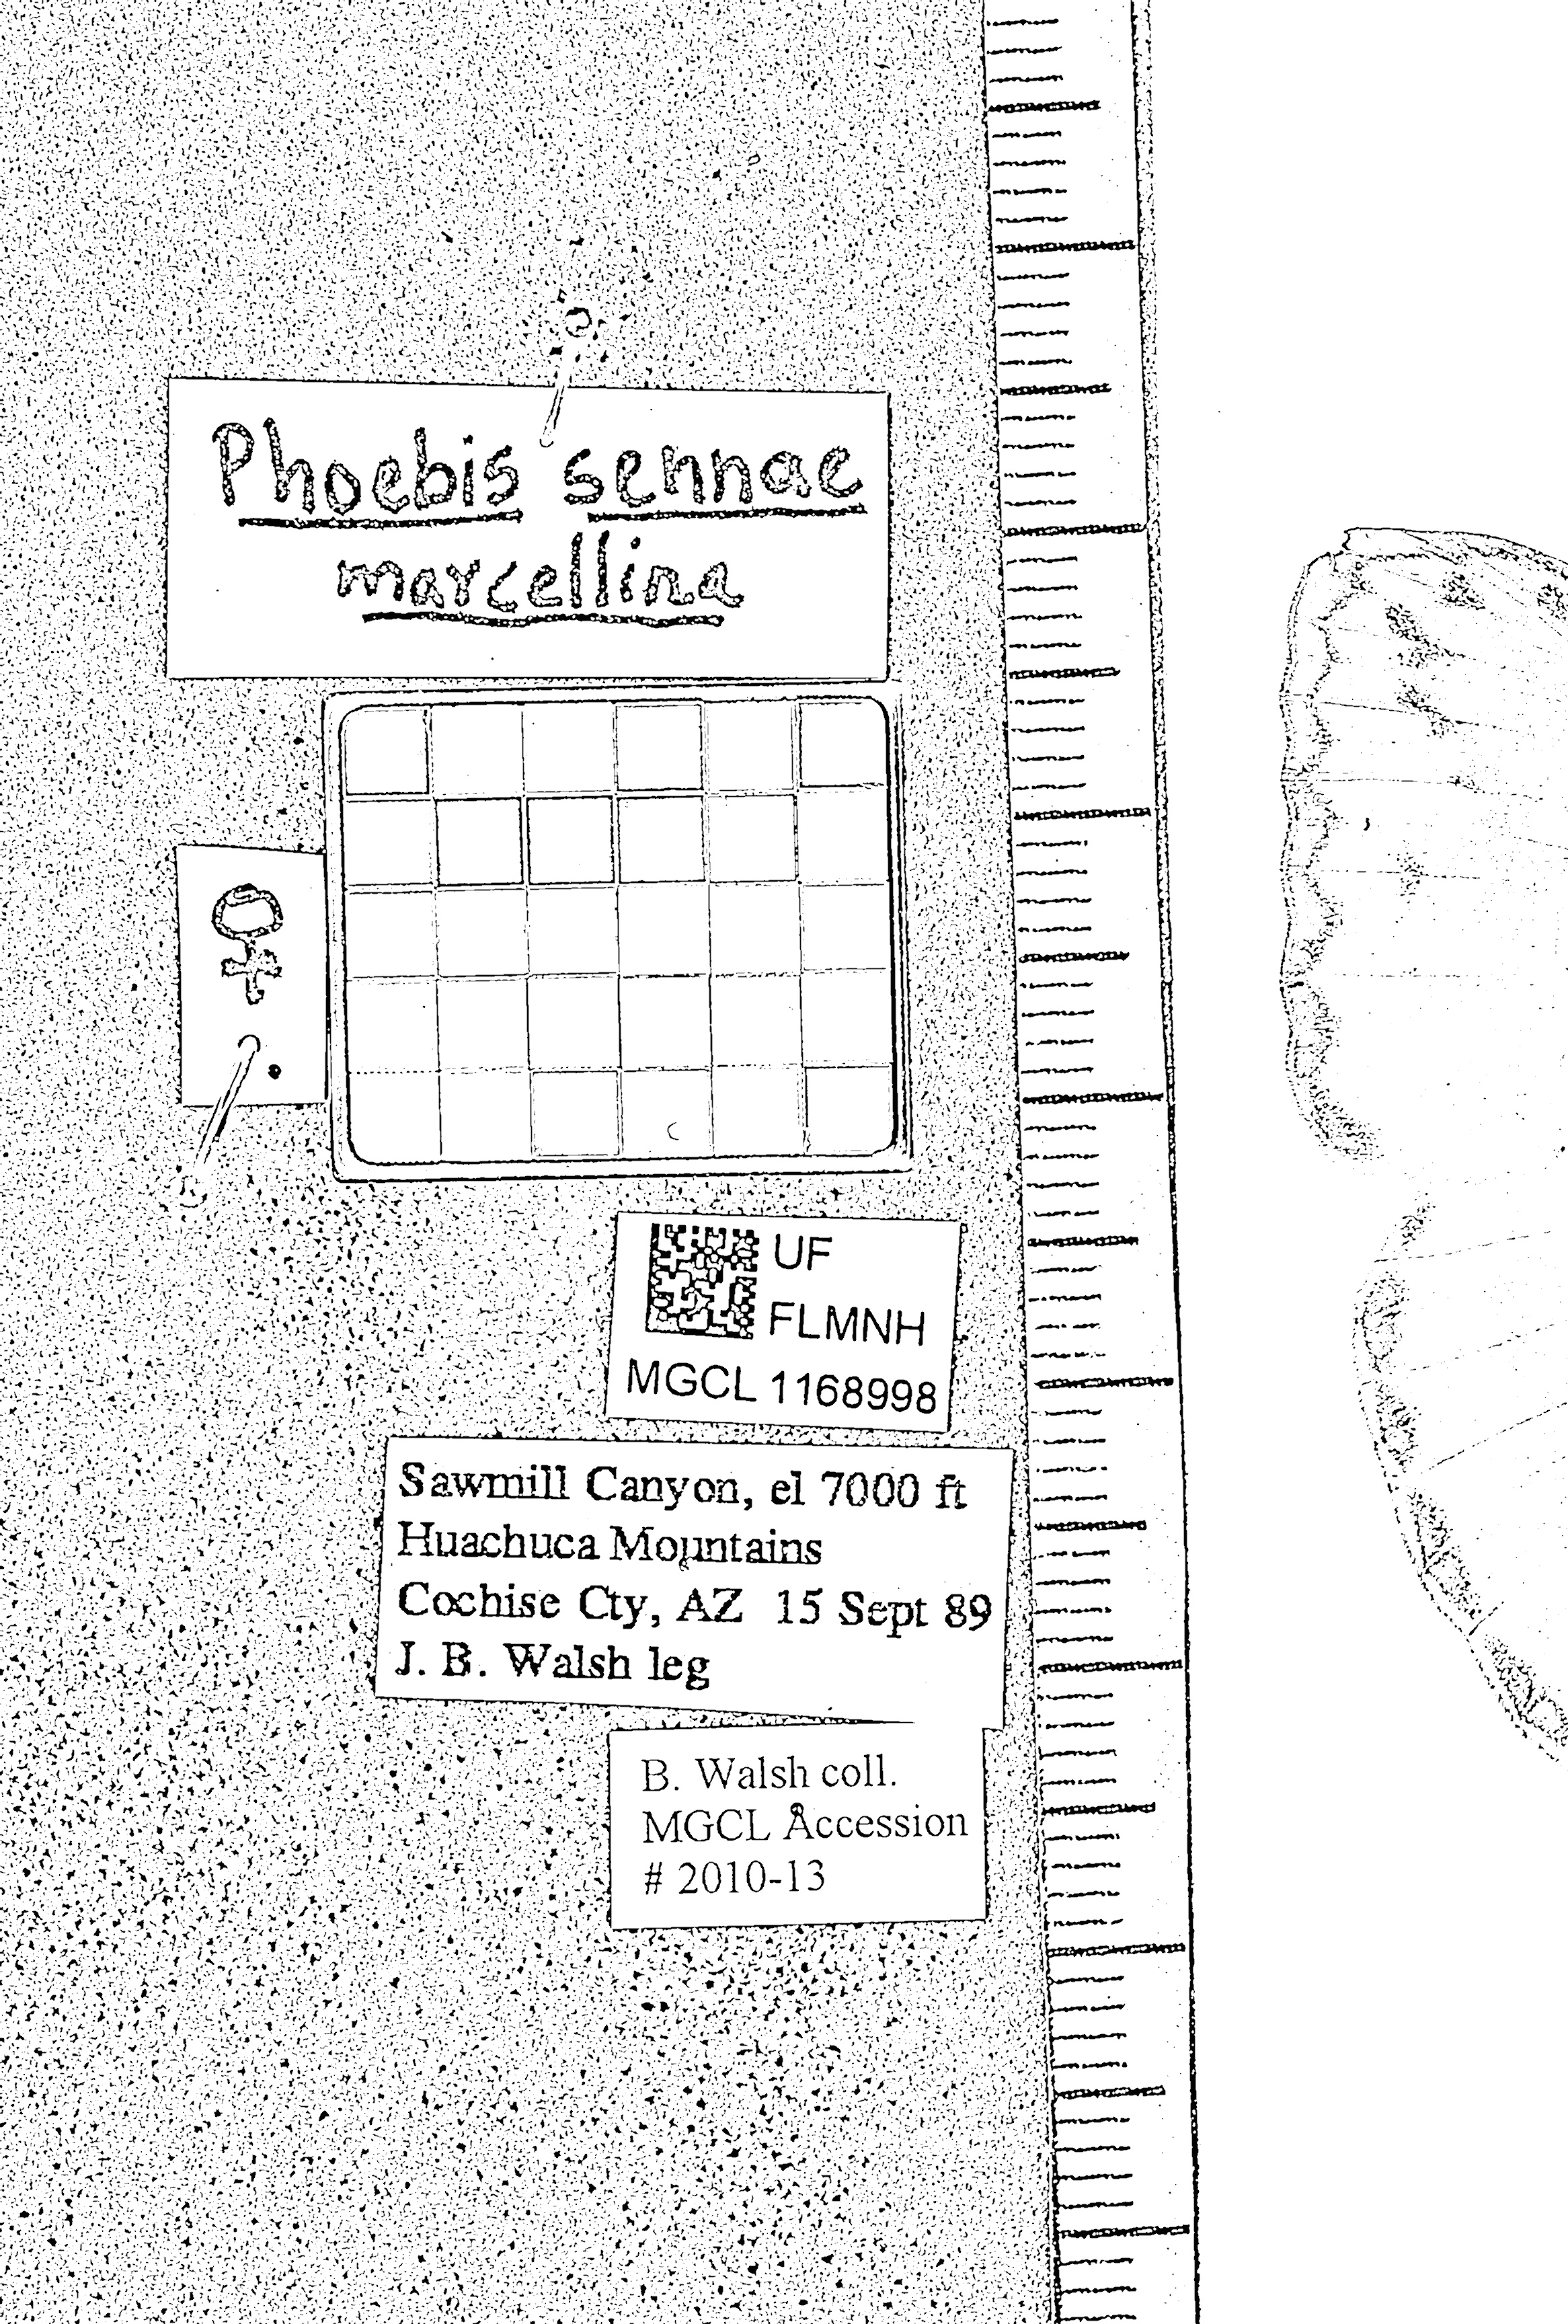 Phoebis sennae
marcellina
♀
UF
FLMNH
MGCL 1168998
Sawmill Canyon, el 7000 ft
Huachuca Mountains
Cochise Cty, AZ 15 Sept 89
J. B. Walsh leg
B. Walsh coll.
MGCL Accession
# 2010-13